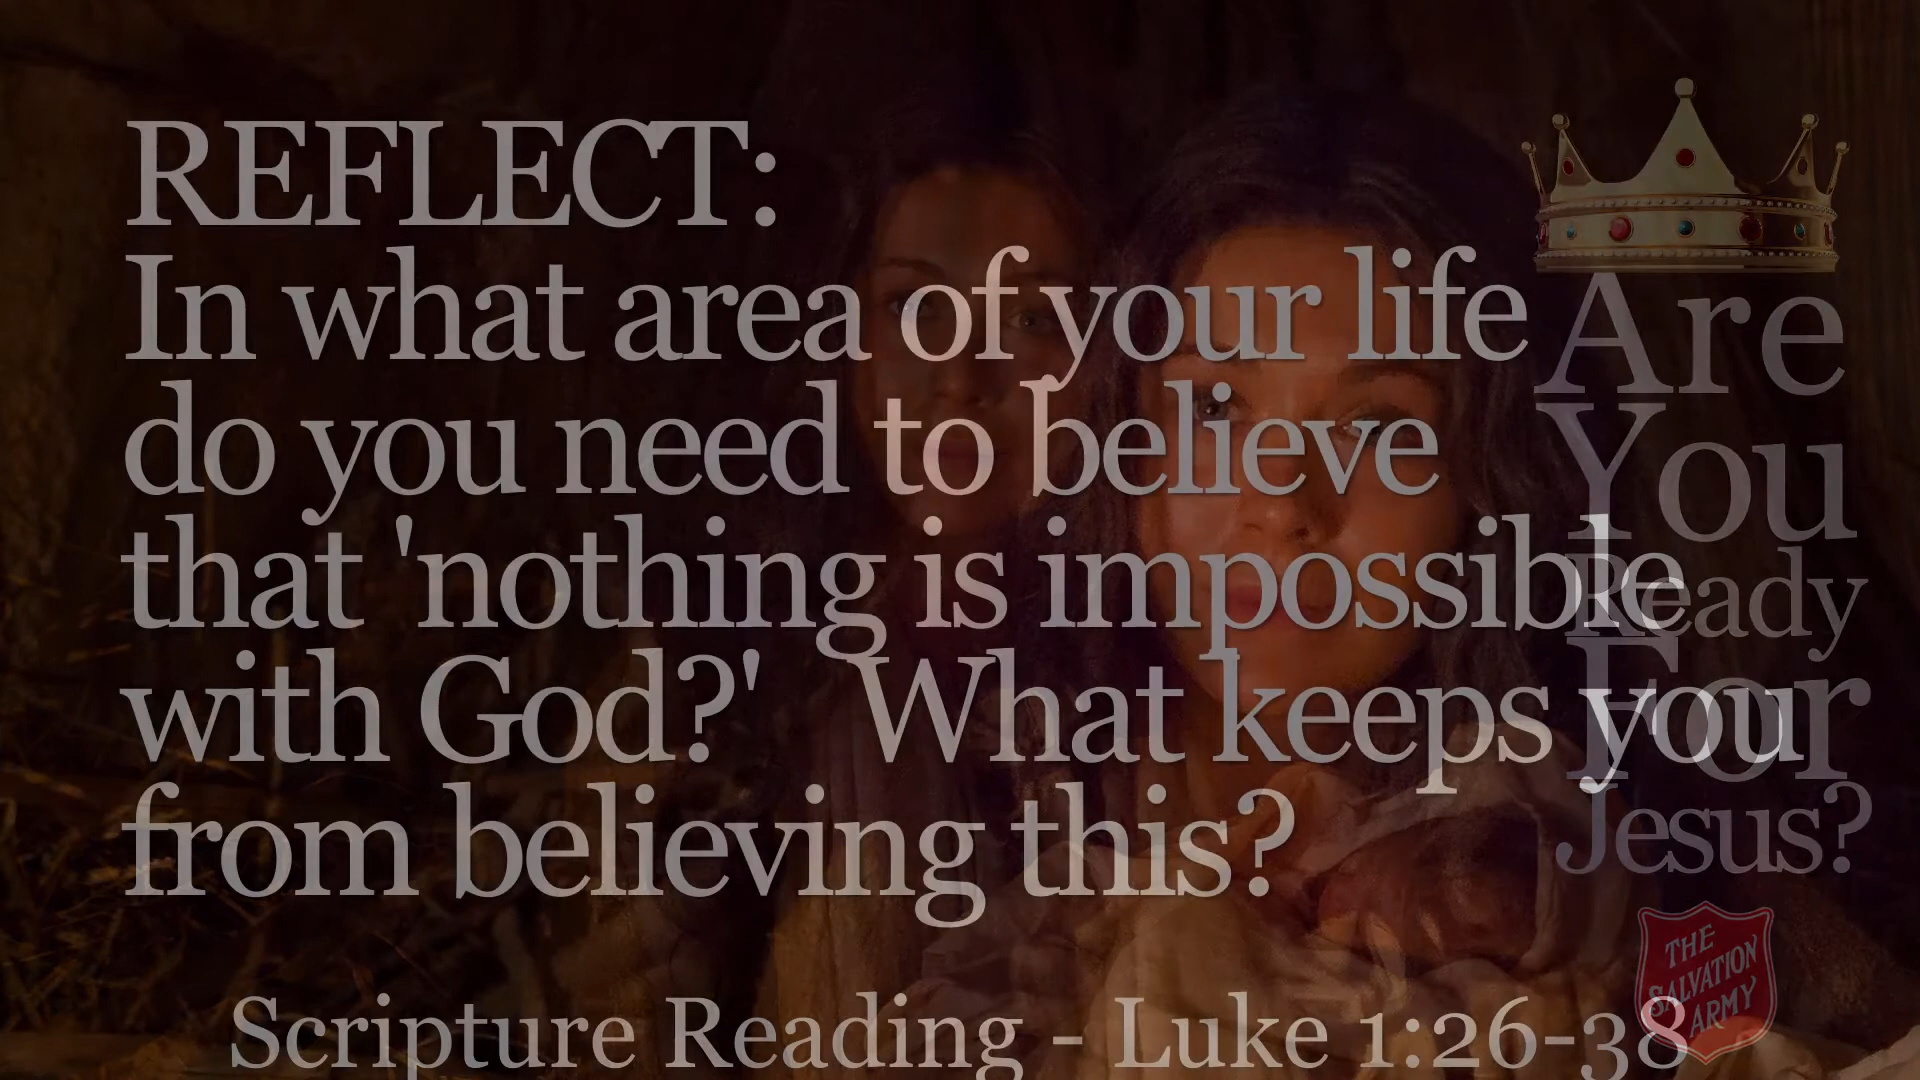 REFLECT:
In what area of your life
do you need to believe
that 'nothing is impossible
with God?'  What keeps you
from believing this?
Scripture Reading - Luke 1:26-38
Are
You
Ready
For
Jesus?
THE
SALVATION
ARMY